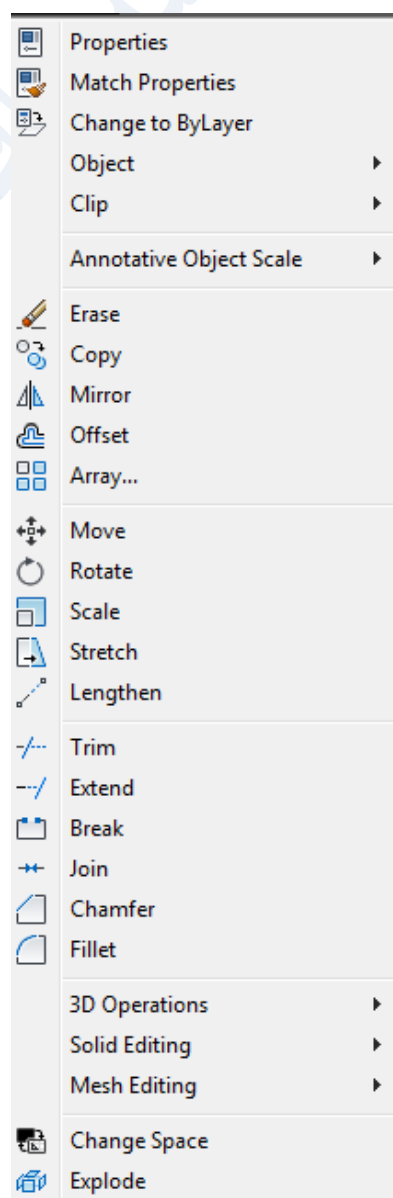 Properties
Match Properties
Change to ByLayer
Object
Clip
Annotative Object Scale
Erase
Copy
Mirror
Offset
Array...
Move
Rotate
Scale
Stretch
Lengthen
Trim
Extend
Break
Join
Chamfer
Fillet
3D Operations
Solid Editing
Mesh Editing
Change Space
Explode